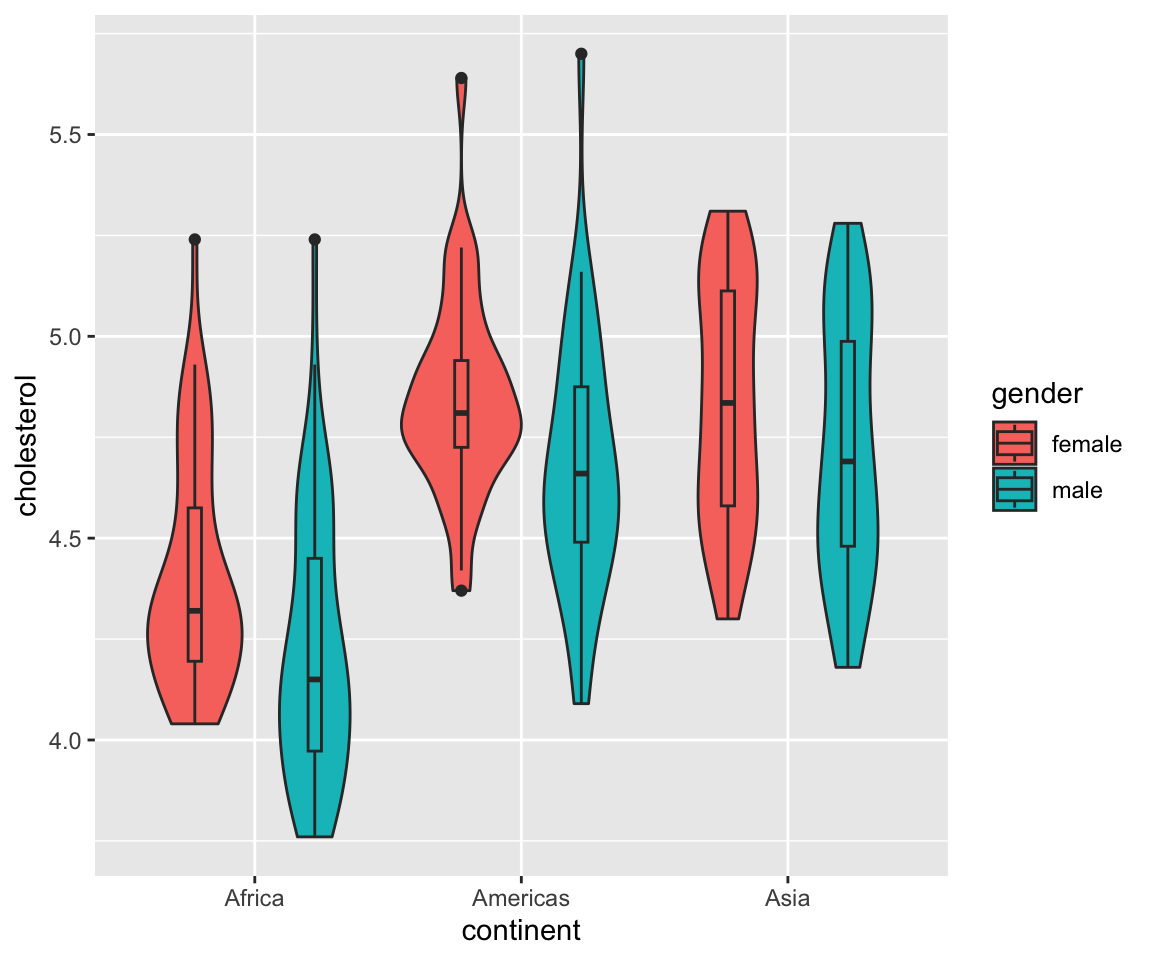 cholesterol
5.5
5.0
4.5
4.0
Africa
Americas
Asia
continent
gender
female
male